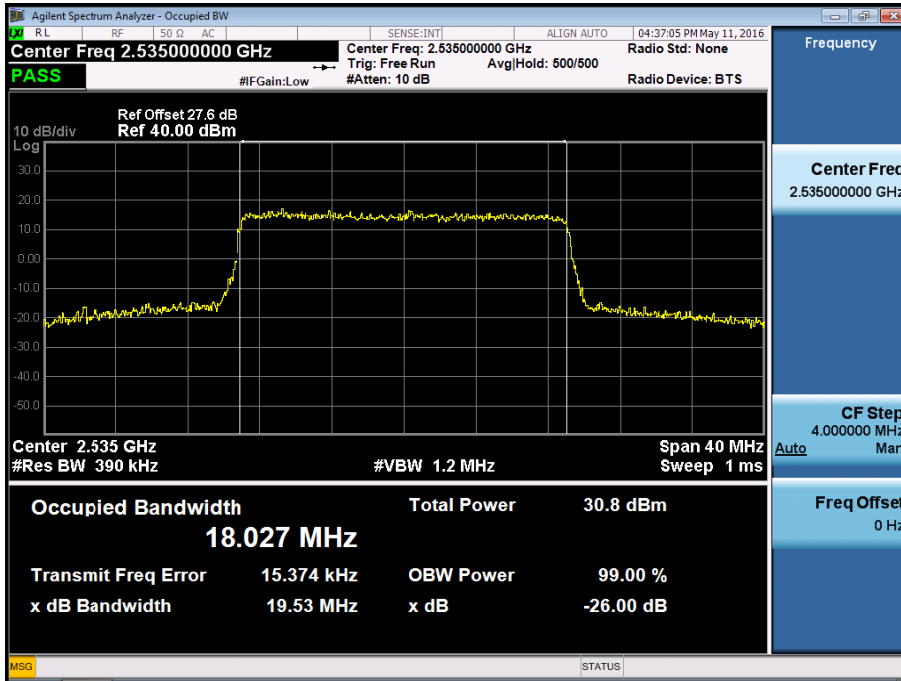 Agilent Spectrum Analyzer - Occupied BW
LXI RL RF 50 Ω AC SENSE:INT ALIGN AUTO 04:37:05 PM May 11, 2016
Center Freq 2.535000000 GHz
Center Freq: 2.535000000 GHz Radio Std: None
Trig: Free Run Avg|Hold: 500/500
PASS #IFGain:Low #Atten: 10 dB Radio Device: BTS
Ref Offset 27.6 dB
10 dB/div Ref 40.00 dBm
Log
30.0
20.0
10.0
0.00
-10.0
-20.0
-30.0
-40.0
-50.0
Center 2.535 GHz Span 40 MHz
#Res BW 390 kHz #VBW 1.2 MHz Sweep 1 ms
Occupied Bandwidth Total Power 30.8 dBm
18.027 MHz
Transmit Freq Error 15.374 kHz OBW Power 99.00 %
x dB Bandwidth 19.53 MHz x dB -26.00 dB
MSG STATUS
Frequency
Center Freq
2.535000000 GHz
CF Step
4.000000 MHz
Auto Man
Freq Offset
0 Hz